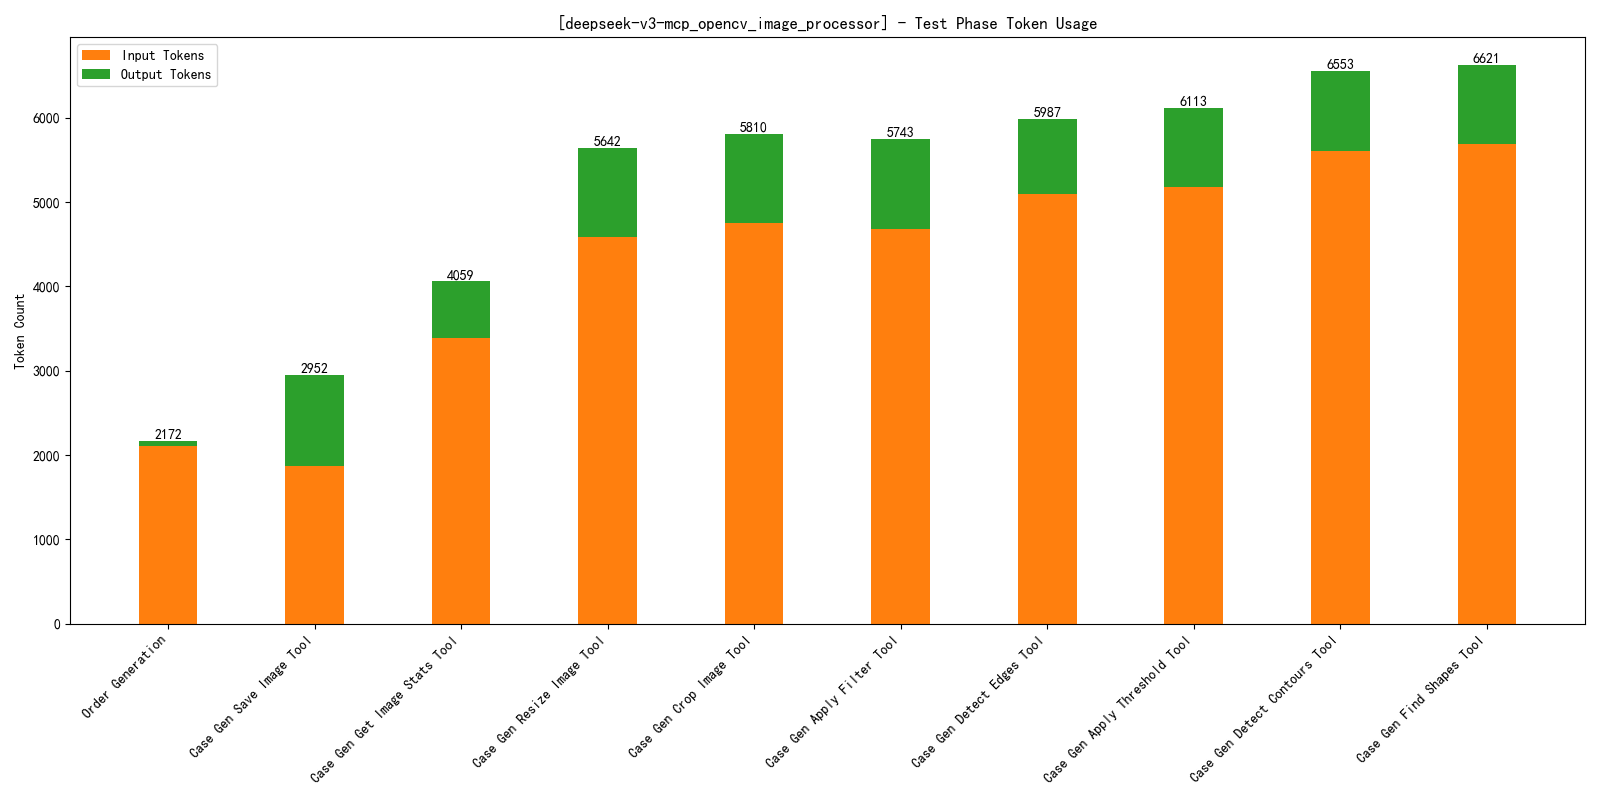 [deepseek-v3-mcp_opencv_image_processor] - Test Phase Token Usage
Input Tokens
Output Tokens
Token Count
6000
5000
4000
3000
2000
1000
0
2172
2952
4059
5642
5810
5743
5987
6113
6553
6621
Order Generation
Case Gen Save Image Tool
Case Gen Get Image Stats Tool
Case Gen Resize Image Tool
Case Gen Crop Image Tool
Case Gen Apply Filter Tool
Case Gen Detect Edges Tool
Case Gen Apply Threshold Tool
Case Gen Detect Contours Tool
Case Gen Find Shapes Tool